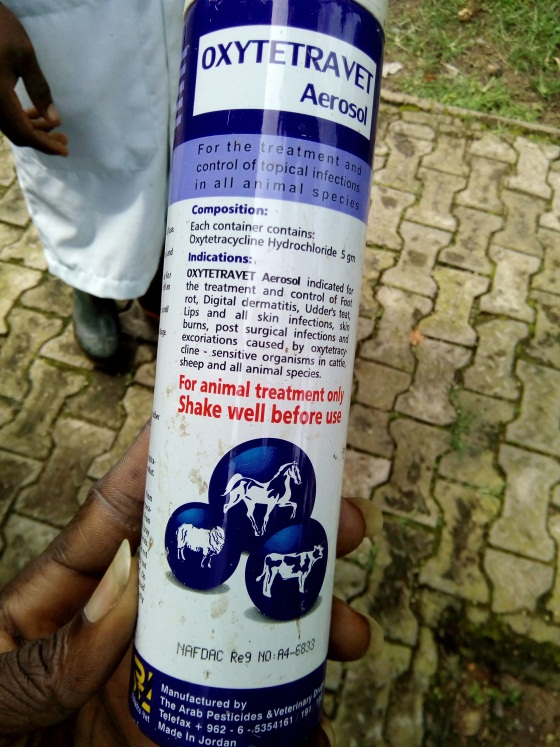 OXYTETRAVET
Aerosol
For the treatment and
control of topical infections
in all animal species
Composition:
Each container contains:
Oxytetracycline Hydrochloride 5 gm
Indications:
OXYTETRAVET Aerosol indicated for
the treatment and control of Foot
rot, Digital dermatitis, Udder's teat,
Lips and all skin infections, skin
burns, post surgical infections and
excoriations caused by oxytetracy-
cline - sensitive organisms in cattle,
sheep and all animal species.
For animal treatment only
Shake well before use
NAFDAC Reg NO:A4-6833
Manufactured by
The Arab Pesticides & Veterinary
Telefax + 962 - 6 -.5354161
Made in Jordan